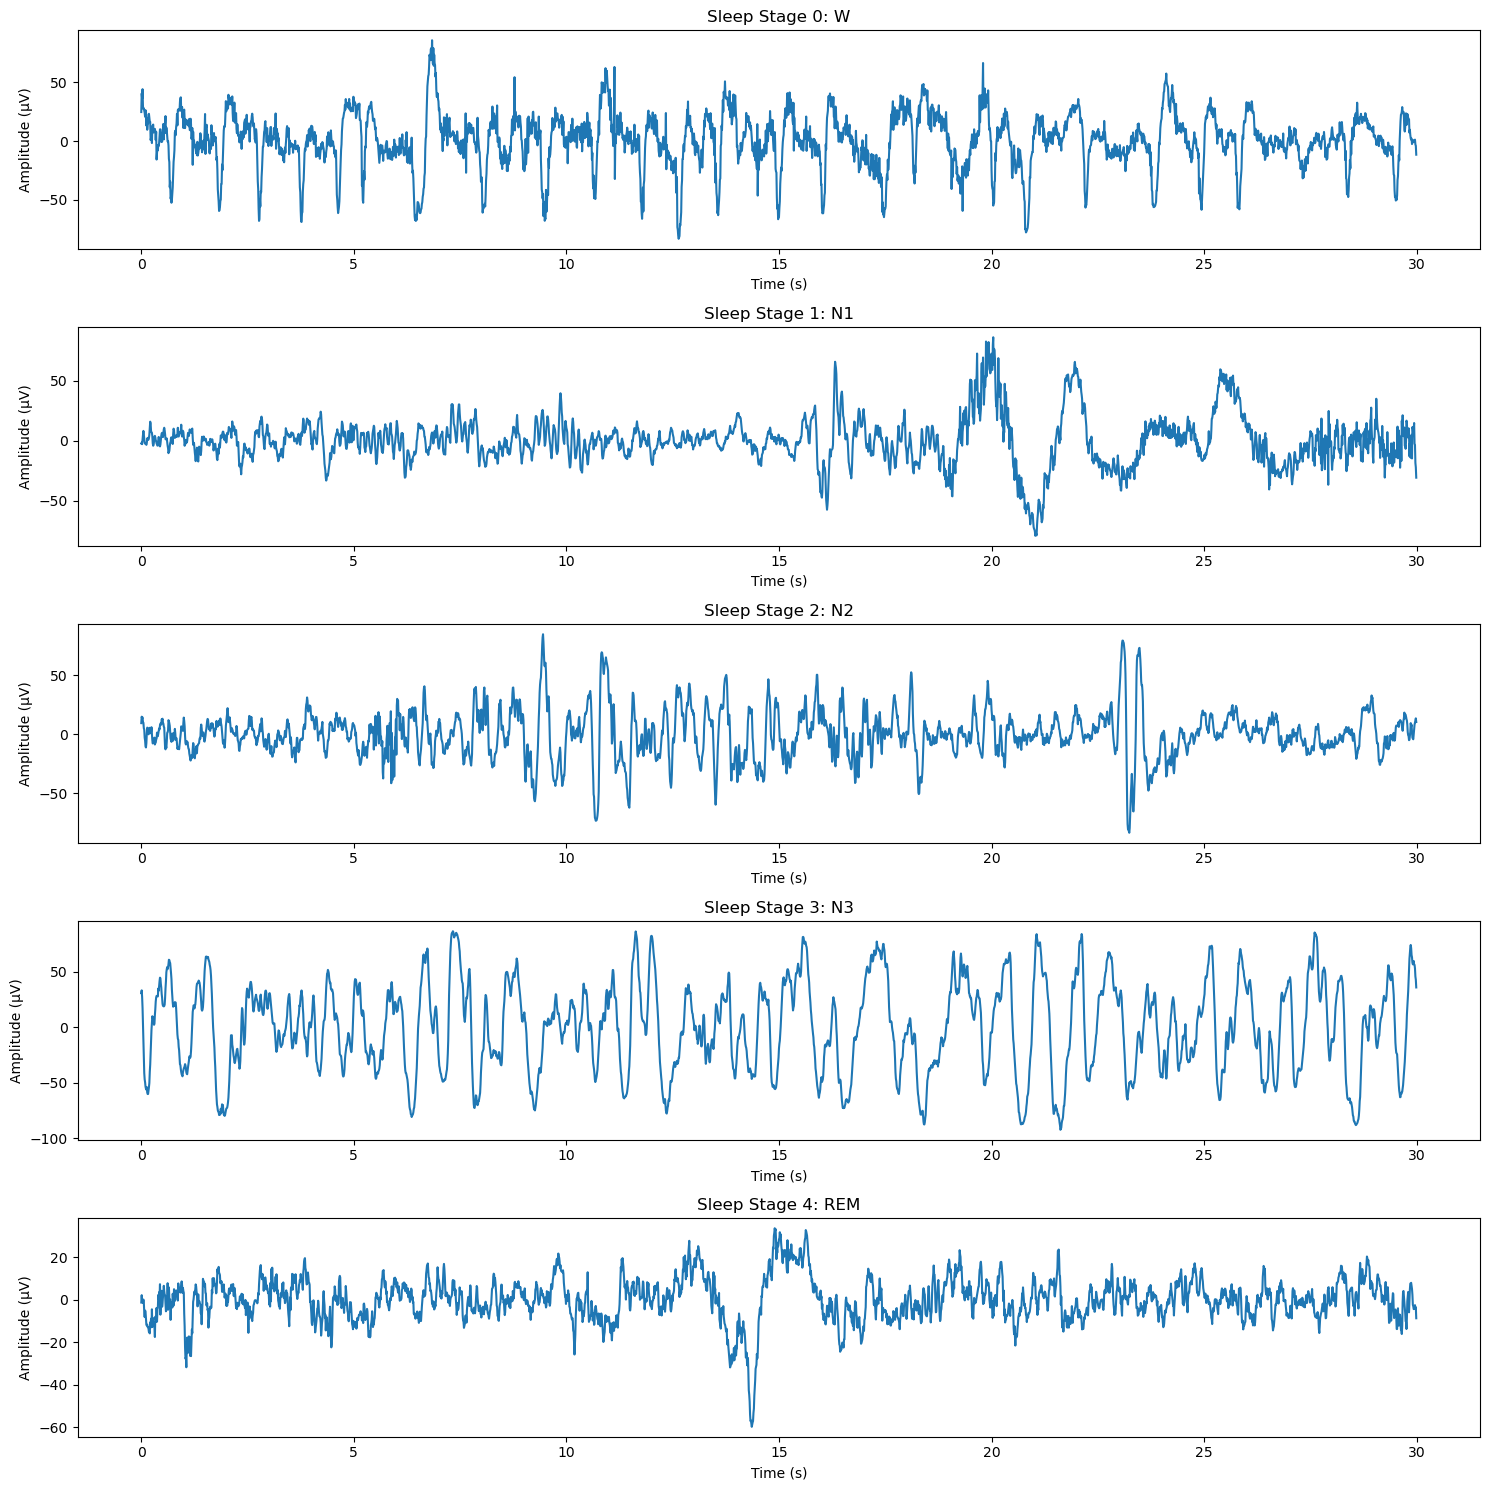 Sleep Stage 0: W
50
0
−50
Amplitude (µV)
0 5 10 15 20 25 30
Time (s)
Sleep Stage 1: N1
50
0
−50
Amplitude (µV)
0 5 10 15 20 25 30
Time (s)
Sleep Stage 2: N2
50
0
−50
Amplitude (µV)
0 5 10 15 20 25 30
Time (s)
Sleep Stage 3: N3
50
0
−50
−100
Amplitude (µV)
0 5 10 15 20 25 30
Time (s)
Sleep Stage 4: REM
20
0
−20
−40
−60
Amplitude (µV)
0 5 10 15 20 25 30
Time (s)